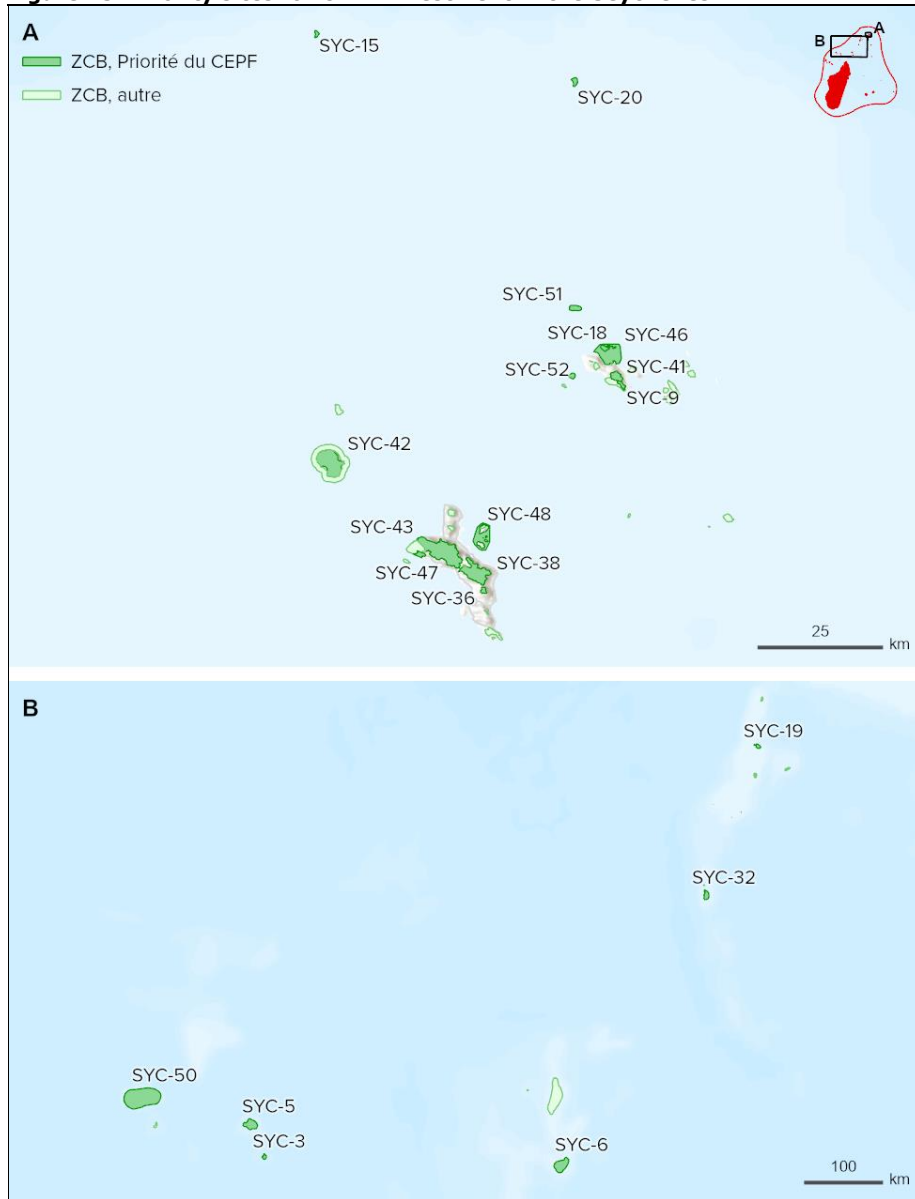 A
ZCB, Priorité du CEPF
ZCB, autre
B
A
SYC-15
SYC-20
SYC-51
SYC-18
SYC-46
SYC-52
SYC-41
SYC-9
SYC-42
SYC-48
SYC-43
SYC-38
SYC-47
SYC-36
25
km
B
SYC-19
SYC-32
SYC-50
SYC-5
SYC-3
SYC-6
100
km